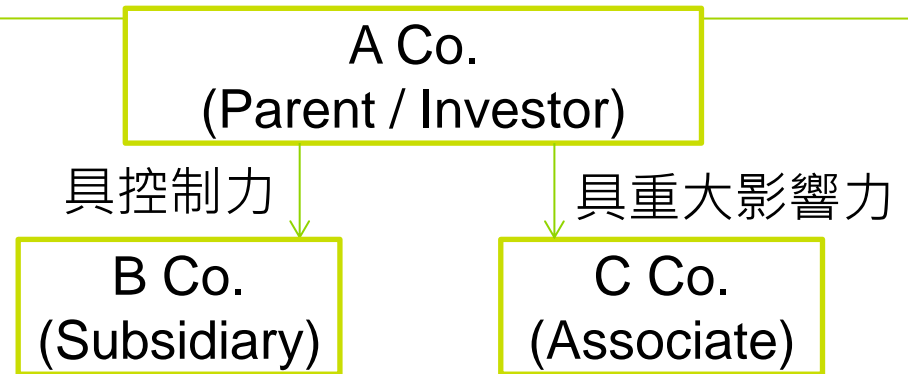 A Co.
(Parent / Investor)
具控制力
具重大影響力
B Co.
(Subsidiary)
C Co.
(Associate)